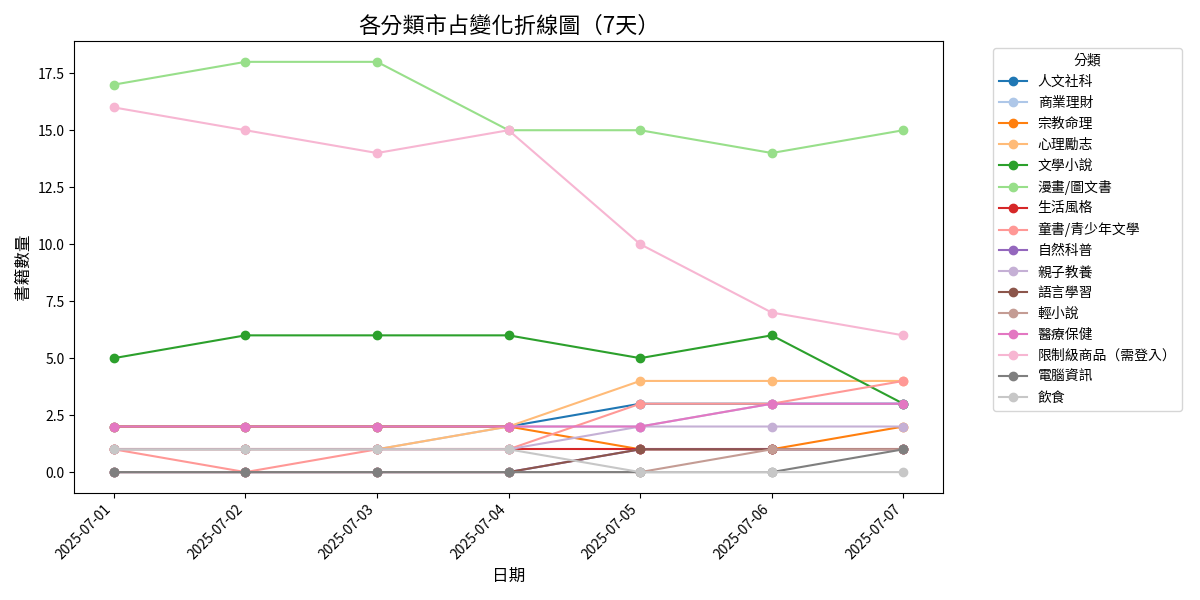 各分類市占變化折線圖（7天）
書籍數量
17.5
15.0
12.5
10.0
7.5
5.0
2.5
0.0
2025-07-01
2025-07-02
2025-07-03
2025-07-04
2025-07-05
2025-07-06
2025-07-07
日期
分類
人文社科
商業理財
宗教命理
心理勵志
文學小說
漫畫/圖文書
生活風格
童書/青少年文學
自然科普
親子教養
語言學習
輕小說
醫療保健
限制級商品（需登入）
電腦資訊
飲食